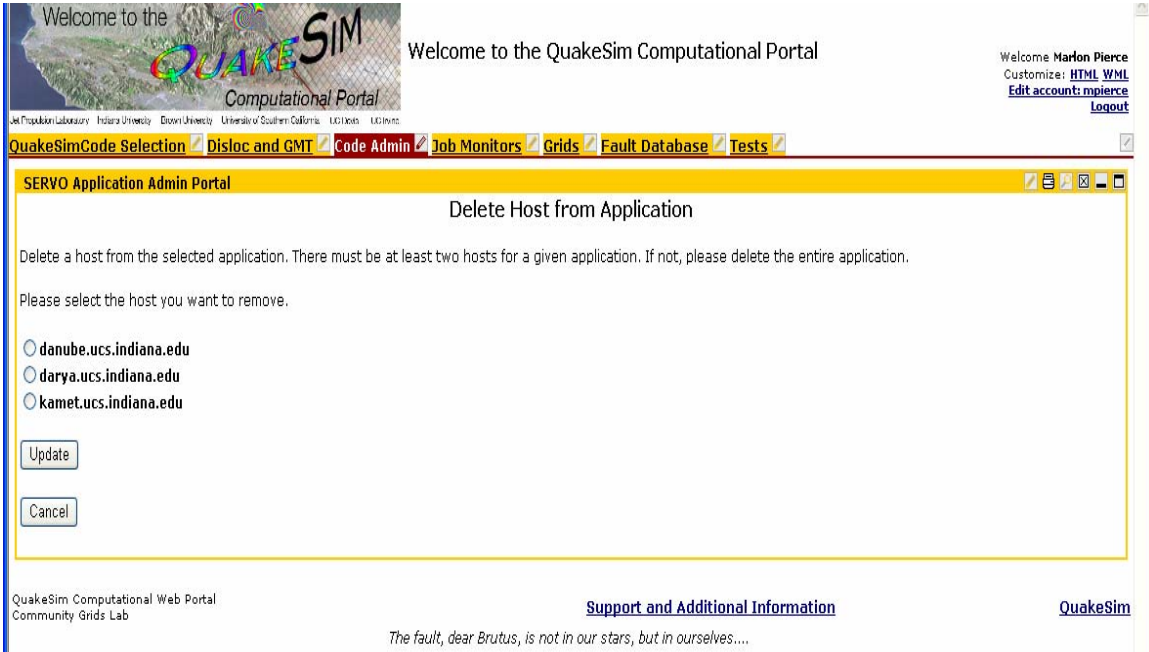 Welcome to the
QUAKESIM
Computational Portal
Jet Propulsion Laboratory Indiana University Brown University University of Southern California UC Davis UC Irvine
Welcome to the QuakeSim Computational Portal
Welcome Marlon Pierce
Customize: HTML WML
Edit account: mpierce
Logout
QuakeSimCode Selection Disloc and GMT Code Admin Job Monitors Grids Fault Database Tests
SERVO Application Admin Portal
Delete Host from Application
Delete a host from the selected application. There must be at least two hosts for a given application. If not, please delete the entire application.
Please select the host you want to remove.
danube.ucs.indiana.edu
darya.ucs.indiana.edu
kamet.ucs.indiana.edu
Update
Cancel
QuakeSim Computational Web Portal
Community Grids Lab
Support and Additional Information
QuakeSim
The fault, dear Brutus, is not in our stars, but in ourselves....